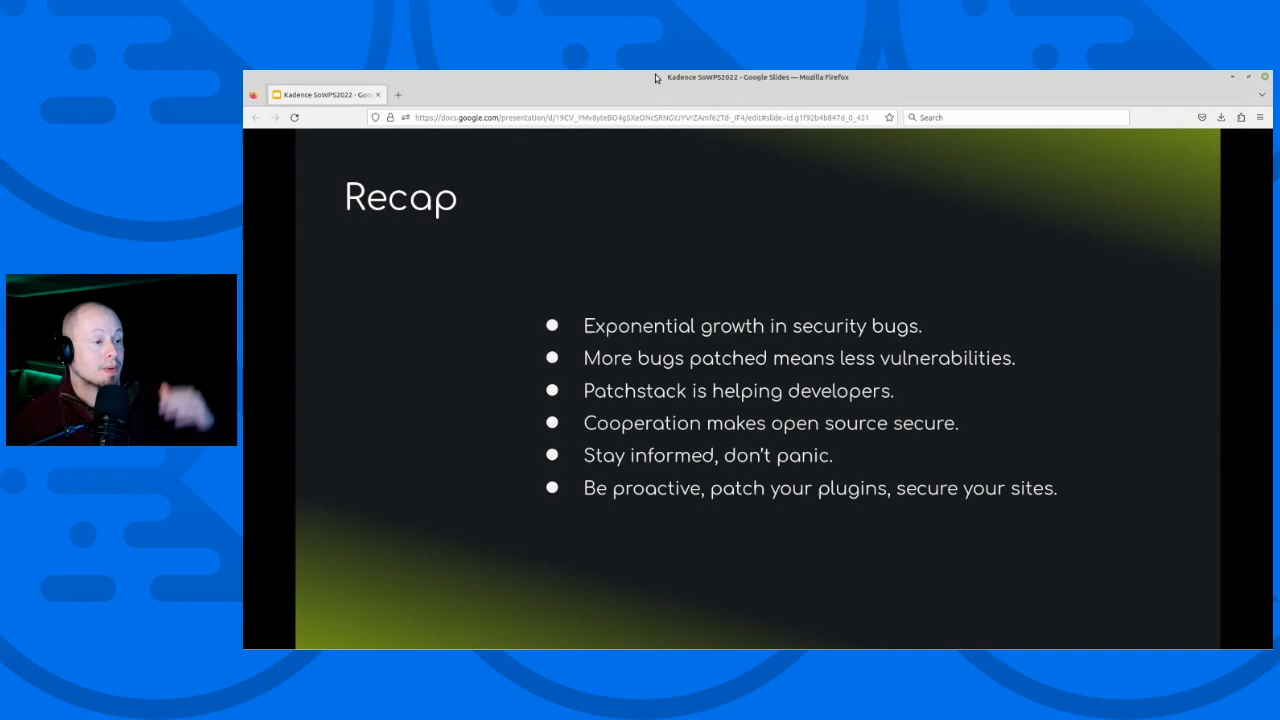 Kadence SoWPS2022 - Google Slides — Mozilla Firefox
Kadence SoWPS2022 - Goo
Search
Recap
Exponential growth in security bugs.
More bugs patched means less vulnerabilities.
Patchstack is helping developers.
Cooperation makes open source secure.
Stay informed, don't panic.
Be proactive, patch your plugins, secure your sites.